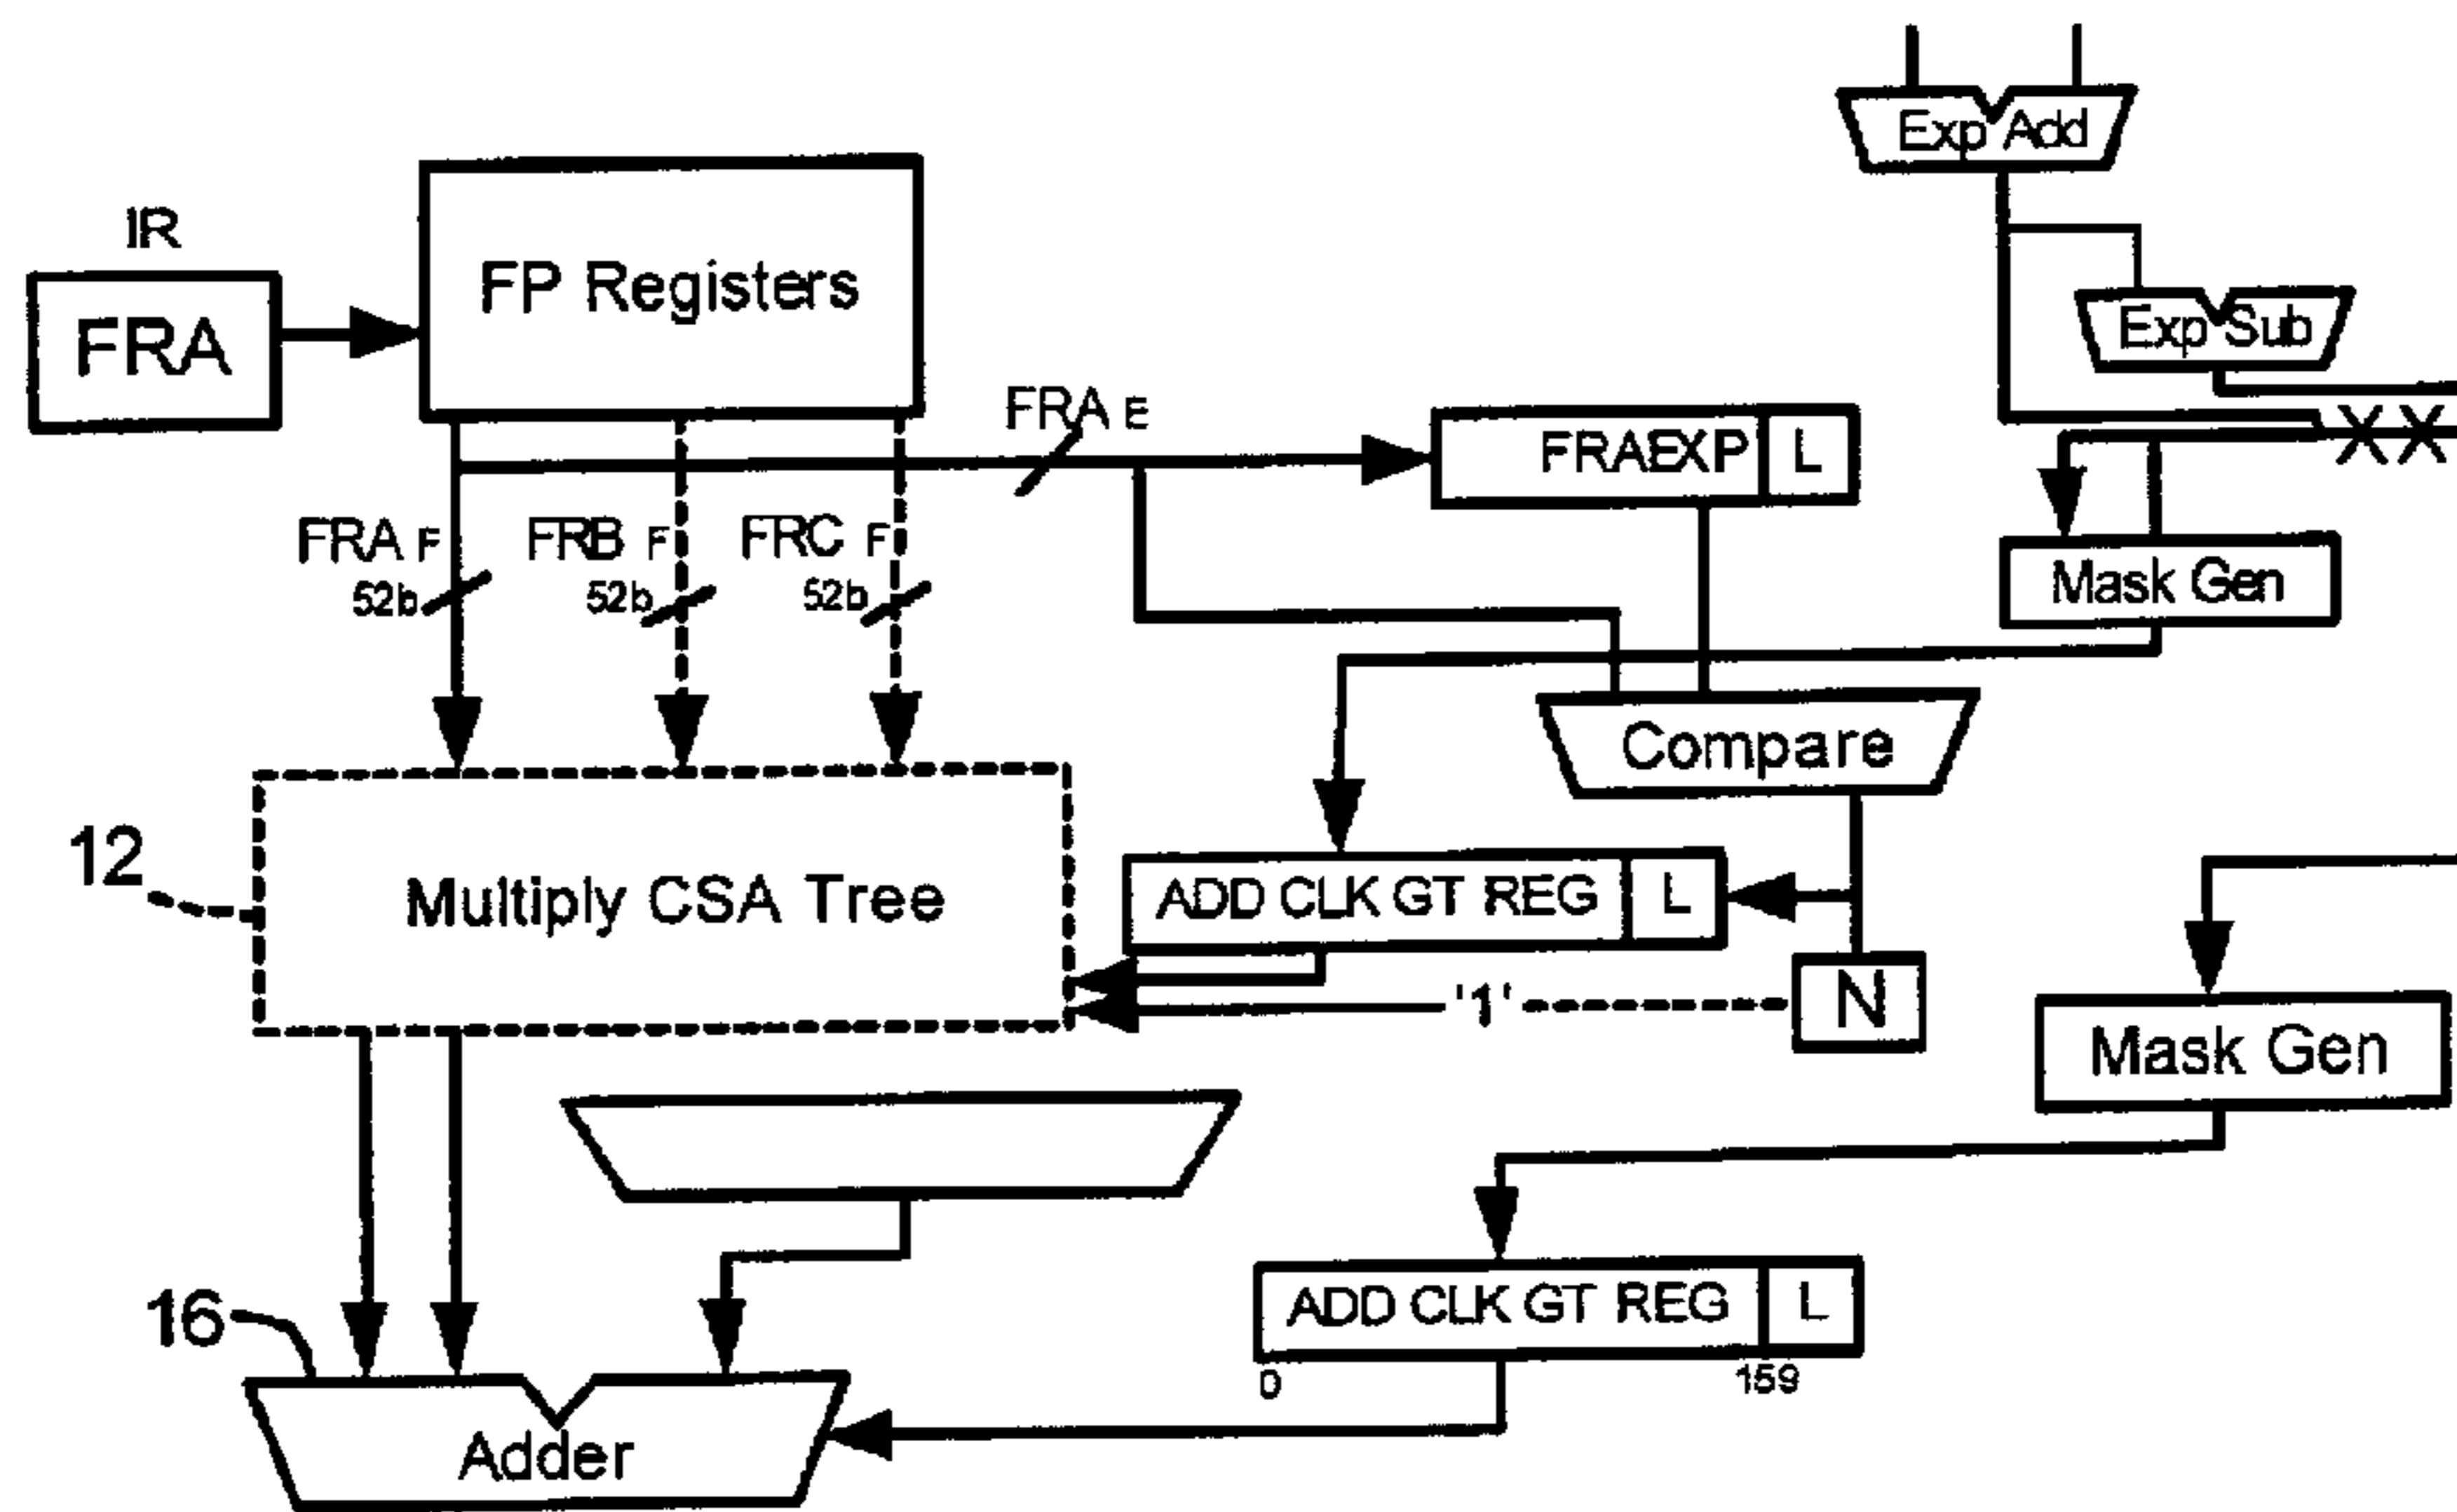 Exp Add
IR
FP Registers
FRA
Exp Sub
FRA E
FRAEXP L
XX
FRA F
FRB F
FRC F
52b
52b
52b
Mask Gen
Compare
12
Multiply CSA Tree
ADD CLK GT REG L
'1'
N
Mask Gen
16
ADD CLK GT REG L
0
159
Adder